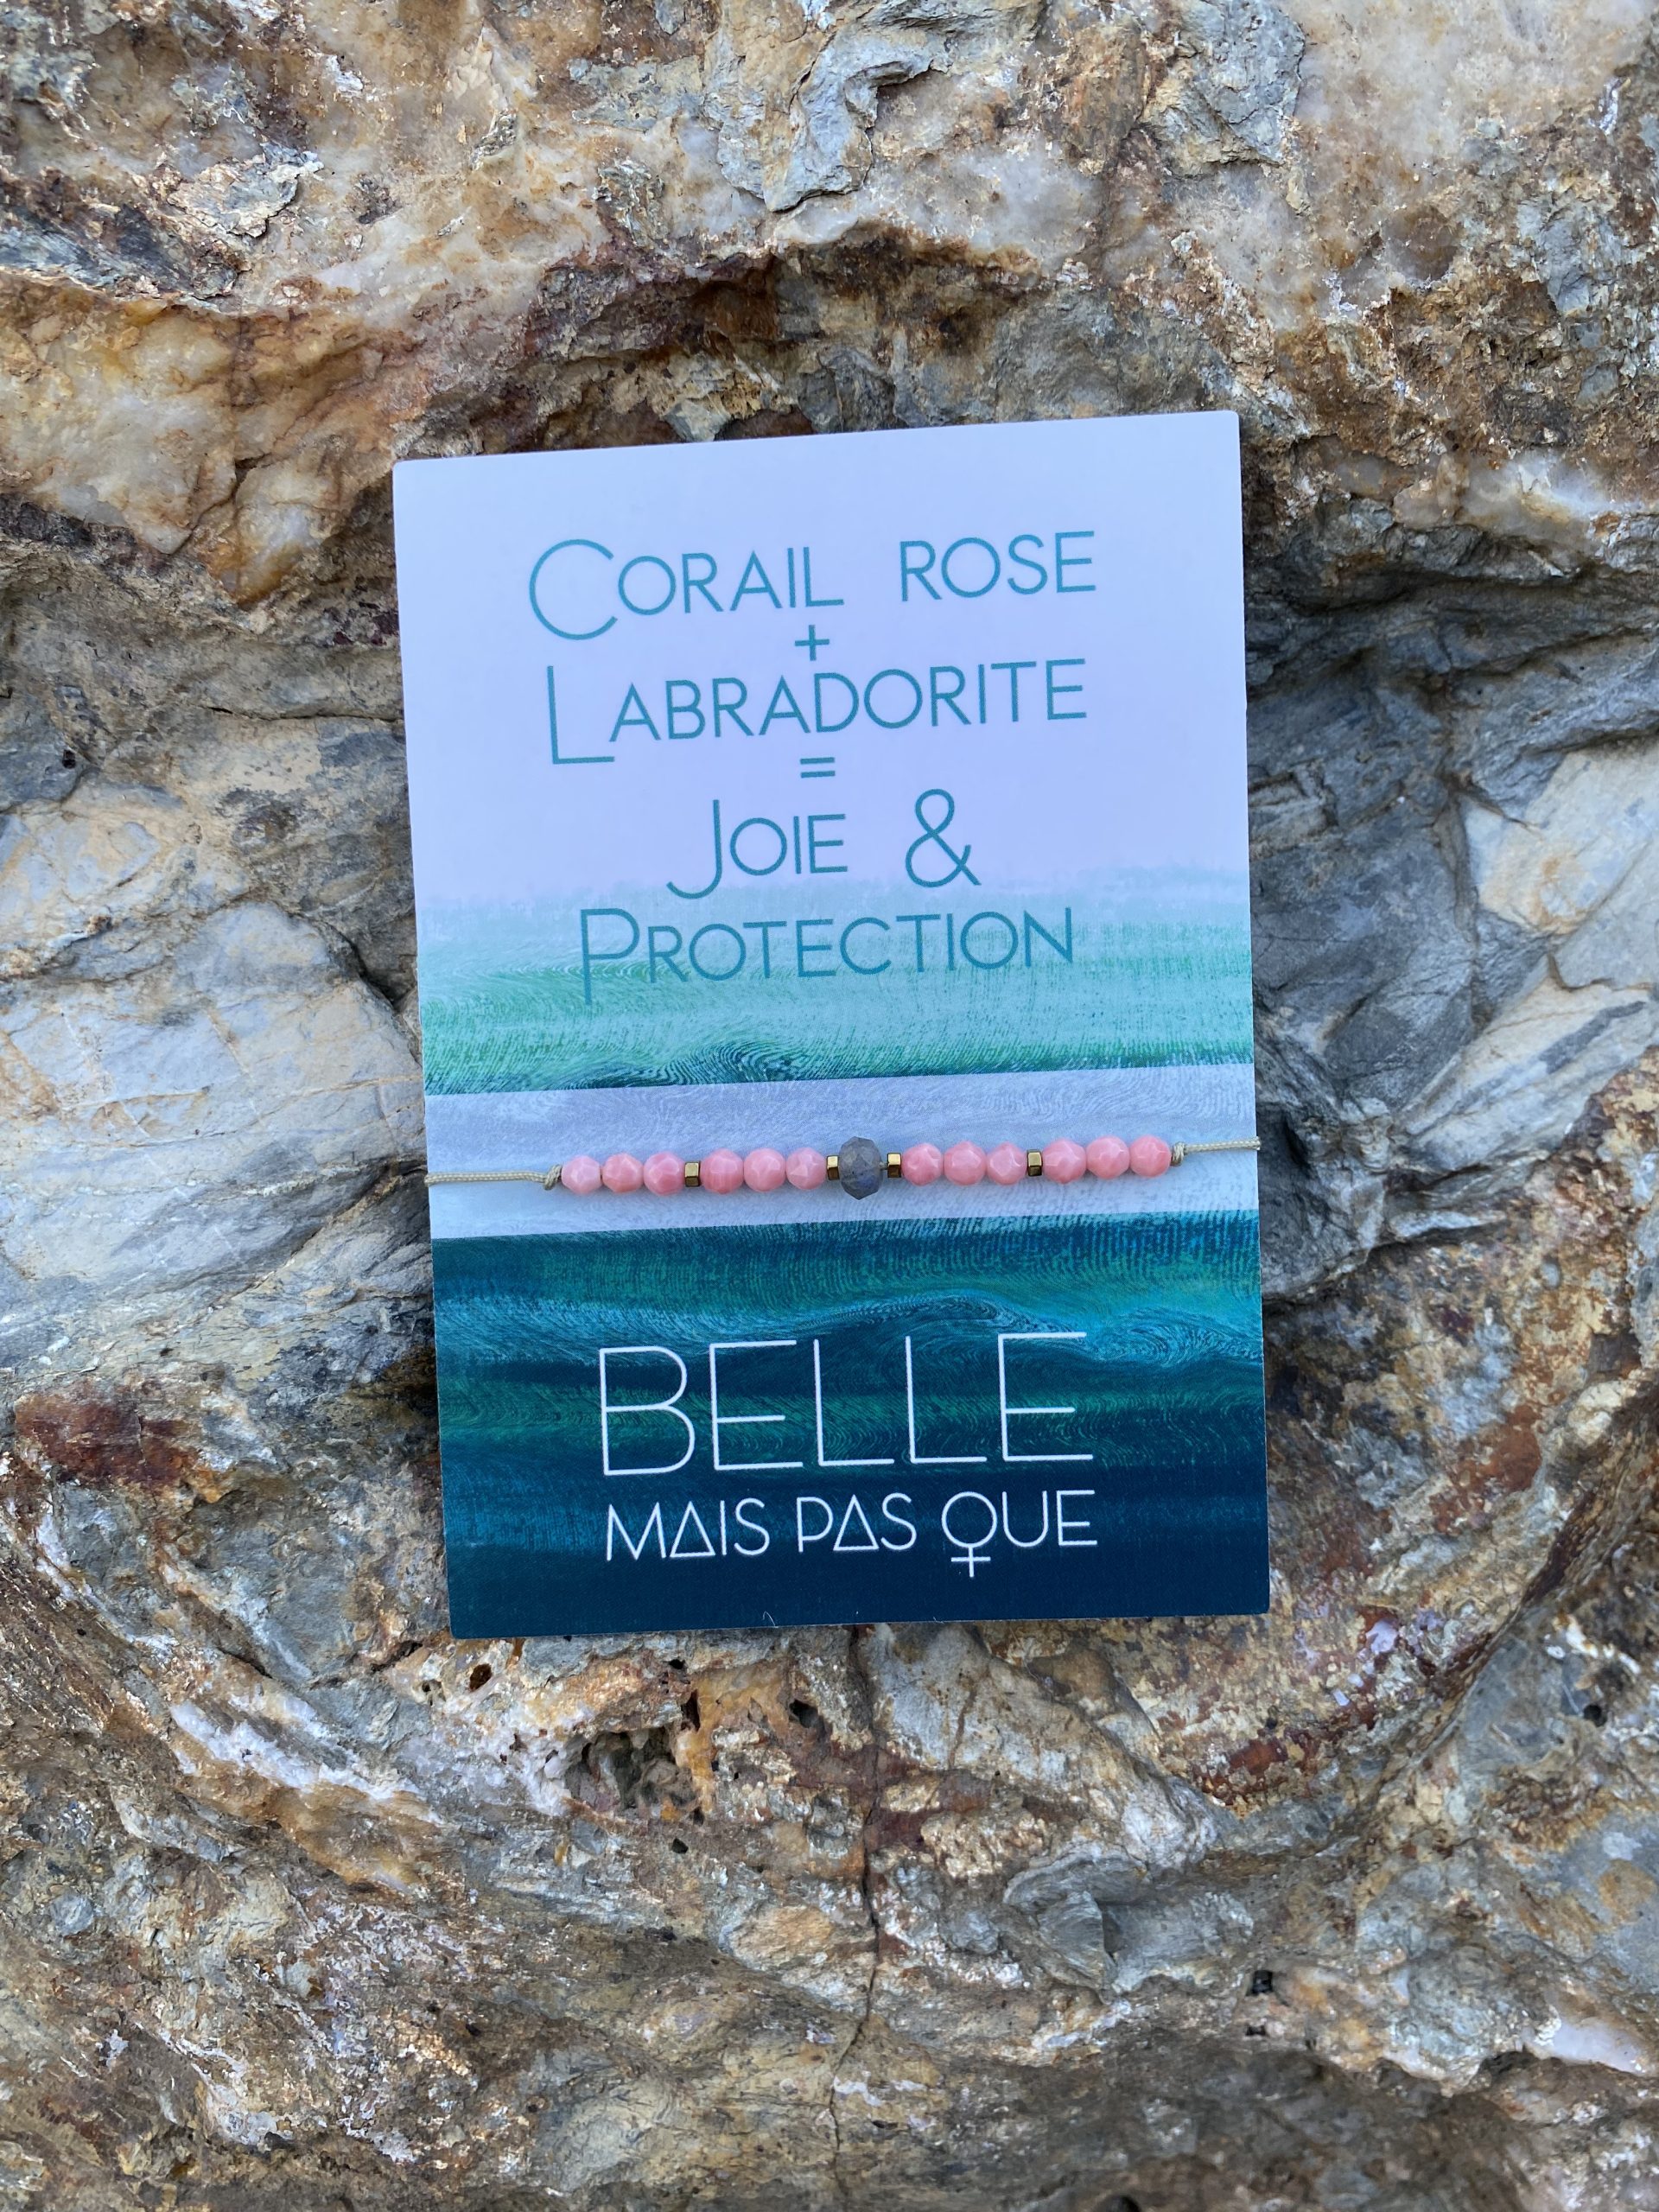 CORAIL ROSE
+
LABRADORITE
=
JOIE &
PROTECTION
BELLE
MAIS PAS QUE